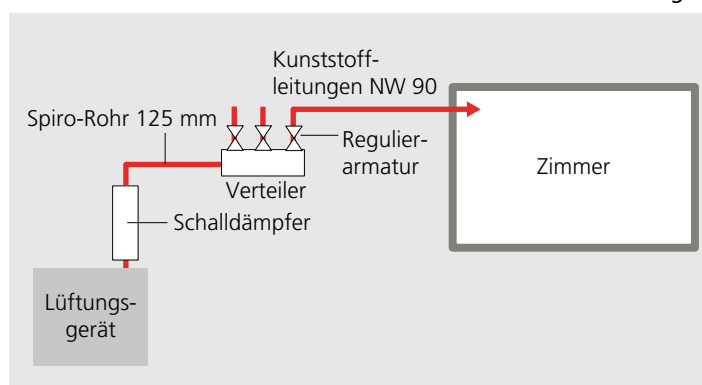 Kunststoff-
leitungen NW 90
Spiro-Rohr 125 mm
Regulier-
armatur
Zimmer
Verteiler
Schalldämpfer
Lüftungs-
gerät